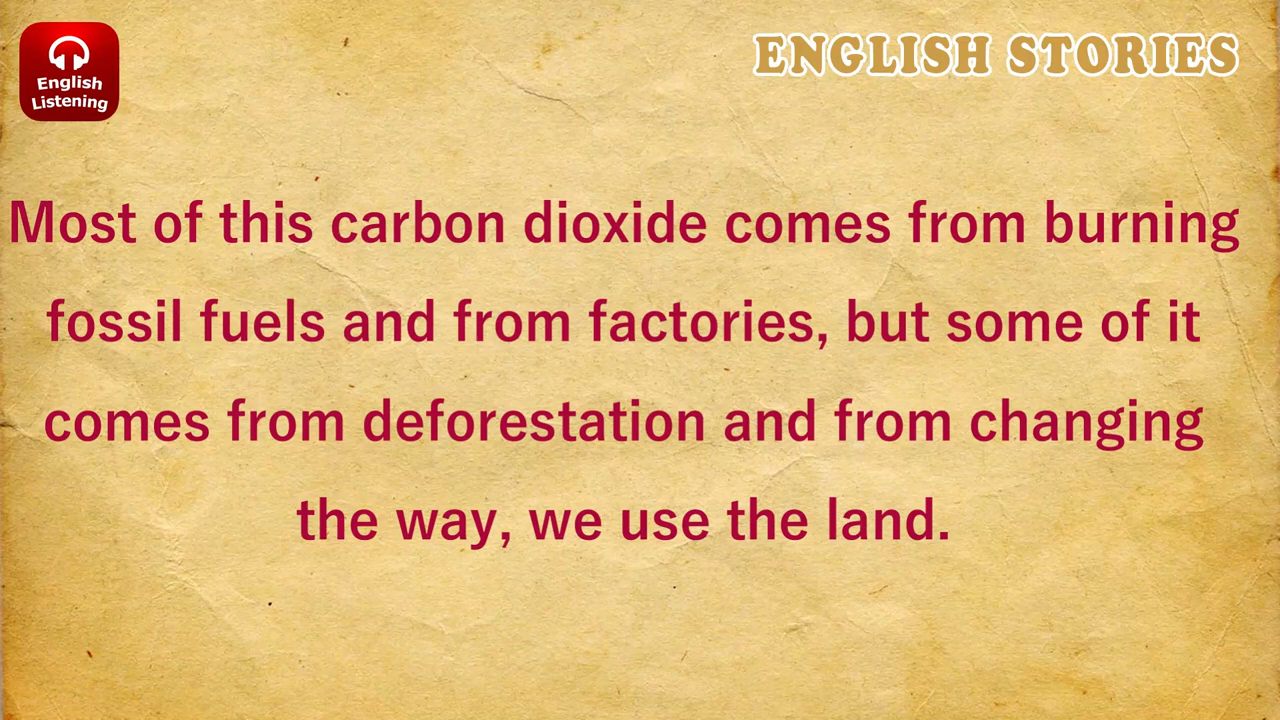 English
Listening
ENGLISH STORIES
Most of this carbon dioxide comes from burning
fossil fuels and from factories, but some of it
comes from deforestation and from changing
the way, we use the land.